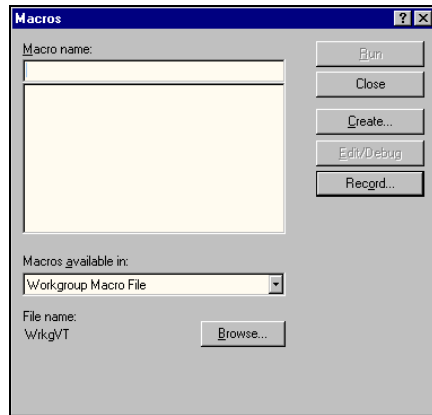 Macros
Macro name:
Run
Close
Create...
Edit/Debug
Record...
Macros available in:
Workgroup Macro File
File name:
WrkgVT
Browse...